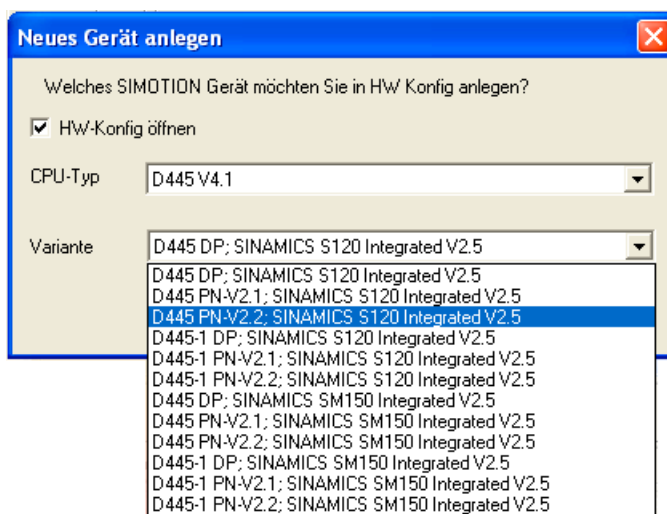 Neues Gerät anlegen
Welches SIMOTION Gerät möchten Sie in HW Konfig anlegen?
HW-Konfig öffnen
CPU-Typ
D445 V4.1
Variante
D445 DP; SINAMICS S120 Integrated V2.5
D445 DP; SINAMICS S120 Integrated V2.5
D445 PN-V2.1; SINAMICS S120 Integrated V2.5
D445 PN-V2.2; SINAMICS S120 Integrated V2.5
D445-1 DP; SINAMICS S120 Integrated V2.5
D445-1 PN-V2.1; SINAMICS S120 Integrated V2.5
D445-1 PN-V2.2; SINAMICS S120 Integrated V2.5
D445 DP; SINAMICS SM150 Integrated V2.5
D445 PN-V2.1; SINAMICS SM150 Integrated V2.5
D445 PN-V2.2; SINAMICS SM150 Integrated V2.5
D445-1 DP; SINAMICS SM150 Integrated V2.5
D445-1 PN-V2.1; SINAMICS SM150 Integrated V2.5
D445-1 PN-V2.2; SINAMICS SM150 Integrated V2.5